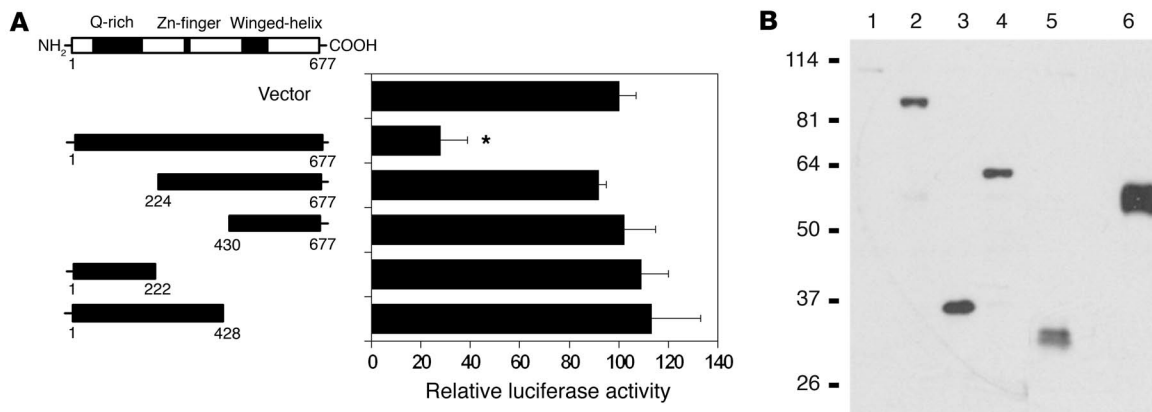 A
Q-rich Zn-finger Winged-helix
NH2 COOH
1 677
Vector
1 677
*
224 677
430 677
1 222
1 428
0 20 40 60 80 100 120 140
Relative luciferase activity
B
1 2 3 4 5 6
114
81
64
50
37
26